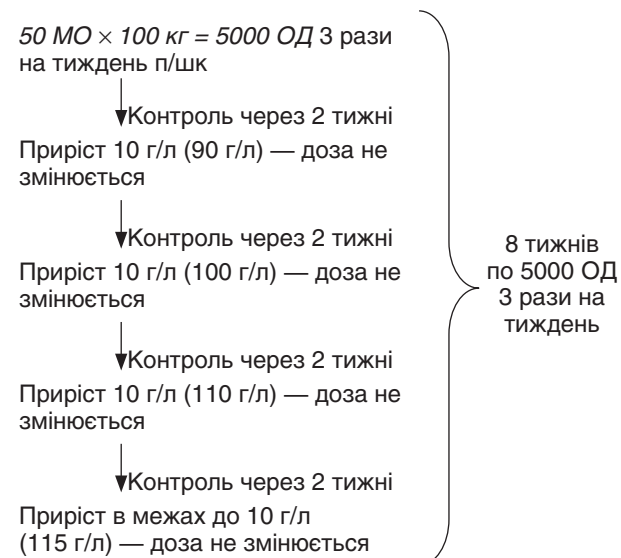 50 МО × 100 кг = 5000 ОД 3 рази
на тиждень п/шк
Контроль через 2 тижні
Приріст 10 г/л (90 г/л) — доза не
змінюється
Контроль через 2 тижні
Приріст 10 г/л (100 г/л) — доза не
змінюється
Контроль через 2 тижні
Приріст 10 г/л (110 г/л) — доза не
змінюється
Контроль через 2 тижні
Приріст в межах до 10 г/л
(115 г/л) — доза не змінюється
8 тижнів
по 5000 ОД
3 рази на
тиждень